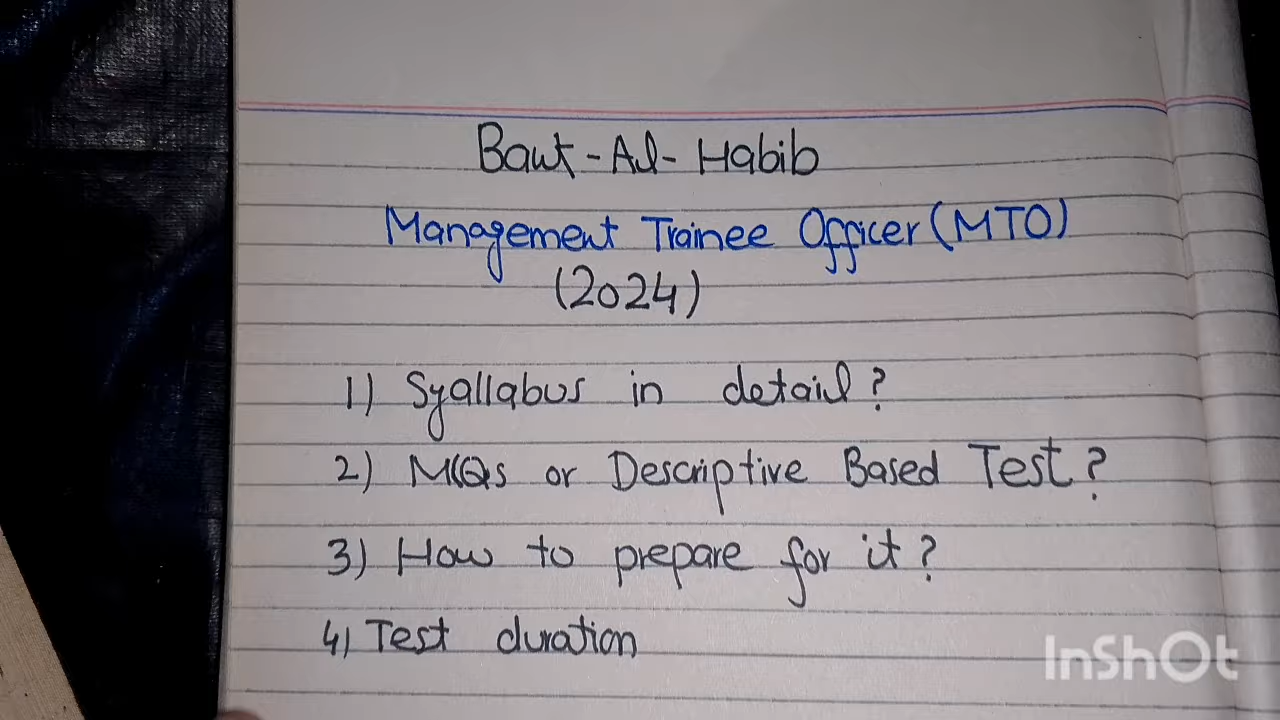 Bank-Al-Habib
Management Trainee Officer (MTO)
(2024)
1) Syallabus in detail?
2) MCQs or Descriptive Based Test?
3) How to prepare for it?
4) Test duration
InShOt